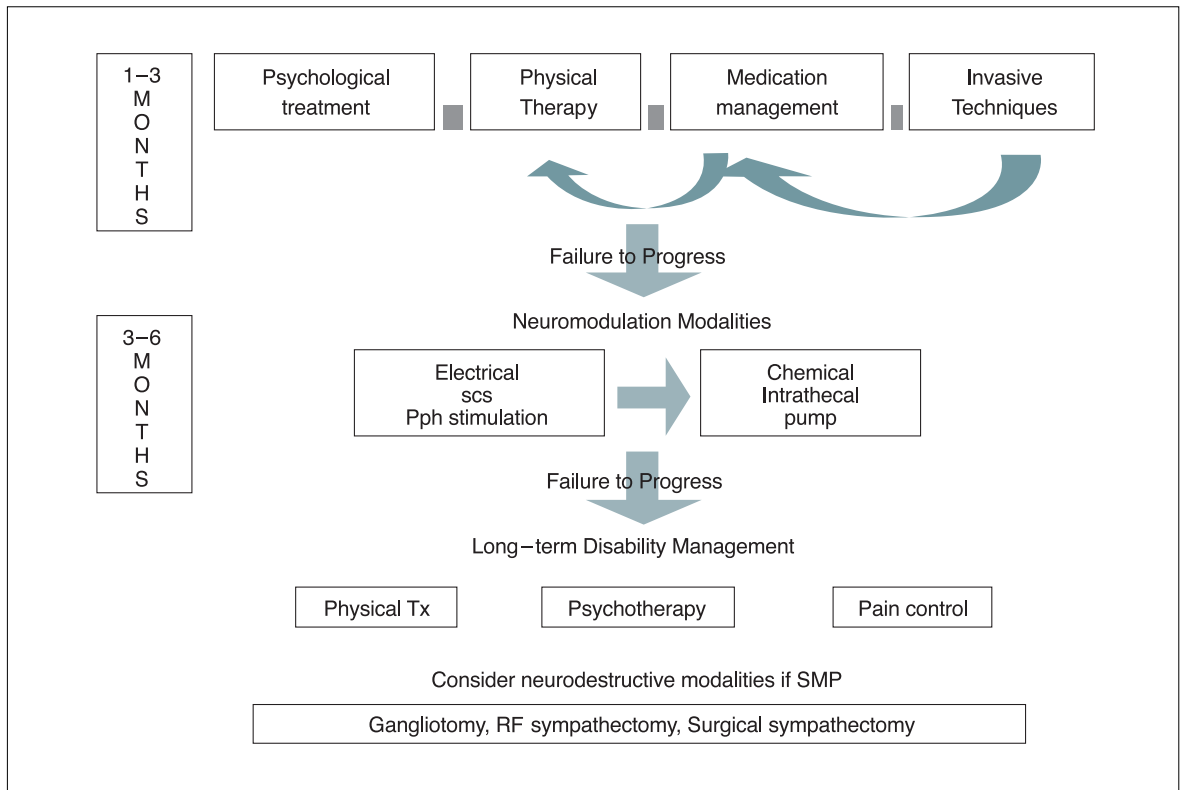 1–3
M
O
N
T
H
S
Psychological
treatment
Physical
Therapy
Medication
management
Invasive
Techniques
Failure to Progress
3–6
M
O
N
T
H
S
Neuromodulation Modalities
Electrical
scs
Pph stimulation
Chemical
Intrathecal
pump
Failure to Progress
Long–term Disability Management
Physical Tx
Psychotherapy
Pain control
Consider neurodestructive modalities if SMP
Gangliotomy, RF sympathectomy, Surgical sympathectomy